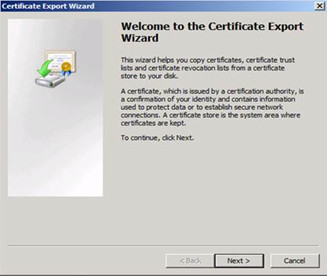 Certificate Export Wizard
Welcome to the Certificate Export
Wizard
This wizard helps you copy certificates, certificate trust
lists and certificate revocation lists from a certificate
store to your disk.
A certificate, which is issued by a certification authority, is
a confirmation of your identity and contains information
used to protect data or to establish secure network
connections. A certificate store is the system area where
certificates are kept.
To continue, click Next.
< Back
Next >
Cancel